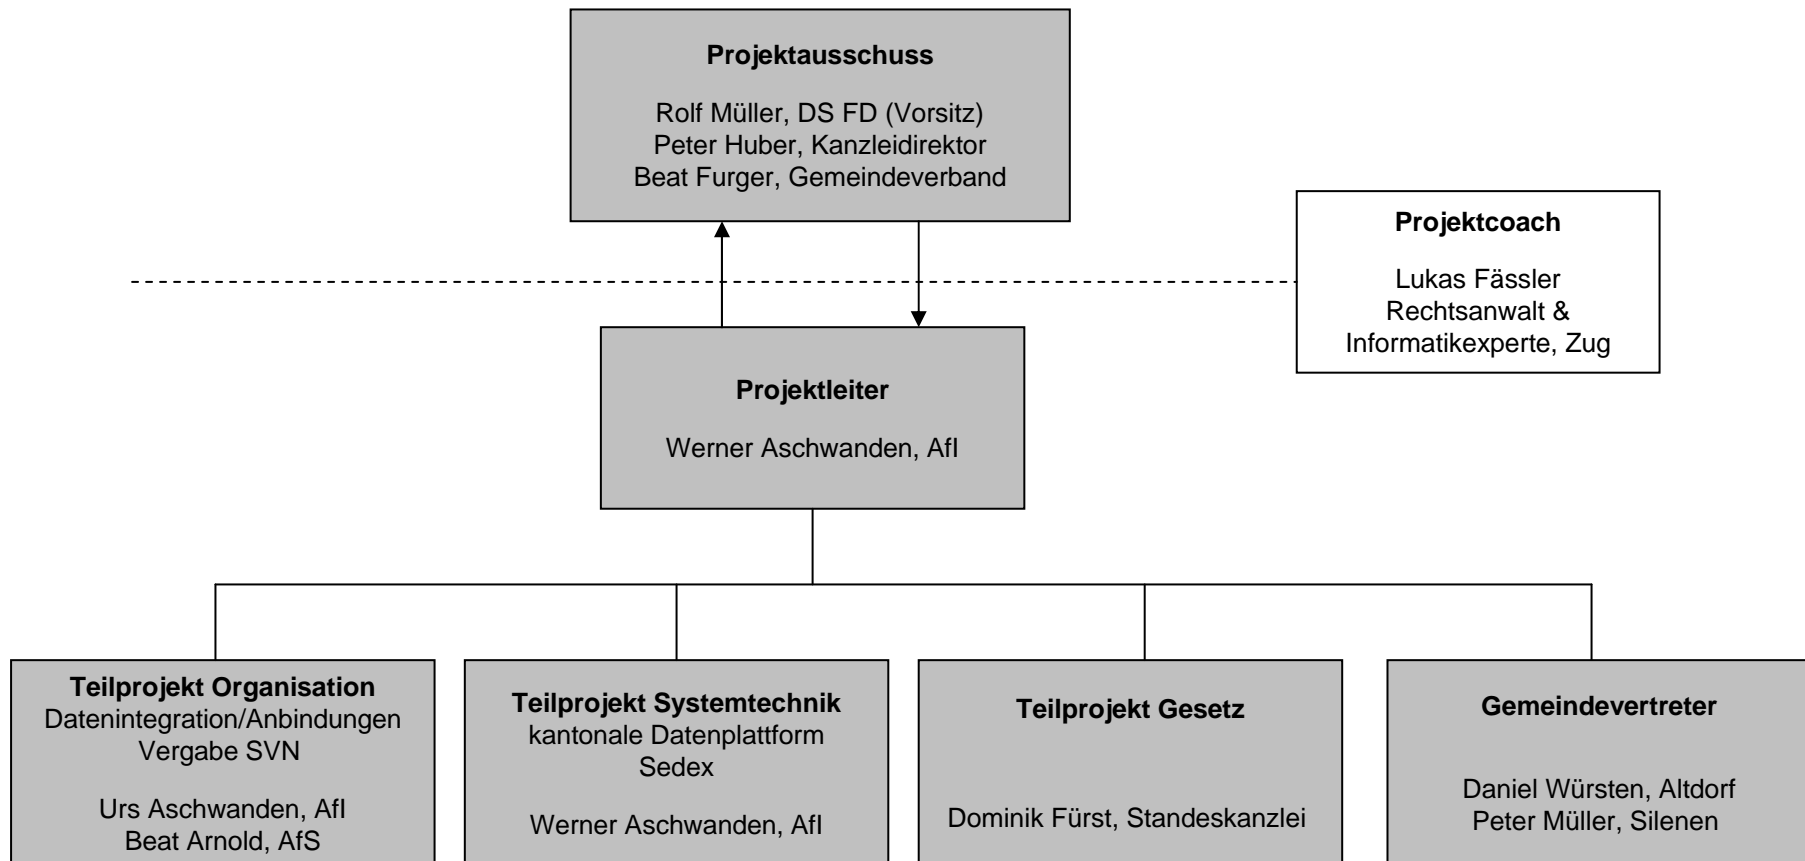 Projektausschuss
Rolf Müller, DS FD (Vorsitz)
Peter Huber, Kanzleidirektor
Beat Furger, Gemeindeverband
Projektcoach
Lukas Fässler
Rechtsanwalt &
Informatikexperte, Zug
Projektleiter
Werner Aschwanden, AfI
Teilprojekt Organisation
Datenintegration/Anbindungen
Vergabe SVN
Urs Aschwanden, AfI
Beat Arnold, AfS
Teilprojekt Systemtechnik
kantonale Datenplattform
Sedex
Werner Aschwanden, AfI
Teilprojekt Gesetz
Dominik Fürst, Standeskanzlei
Gemeindevertreter
Daniel Würsten, Altdorf
Peter Müller, Silenen